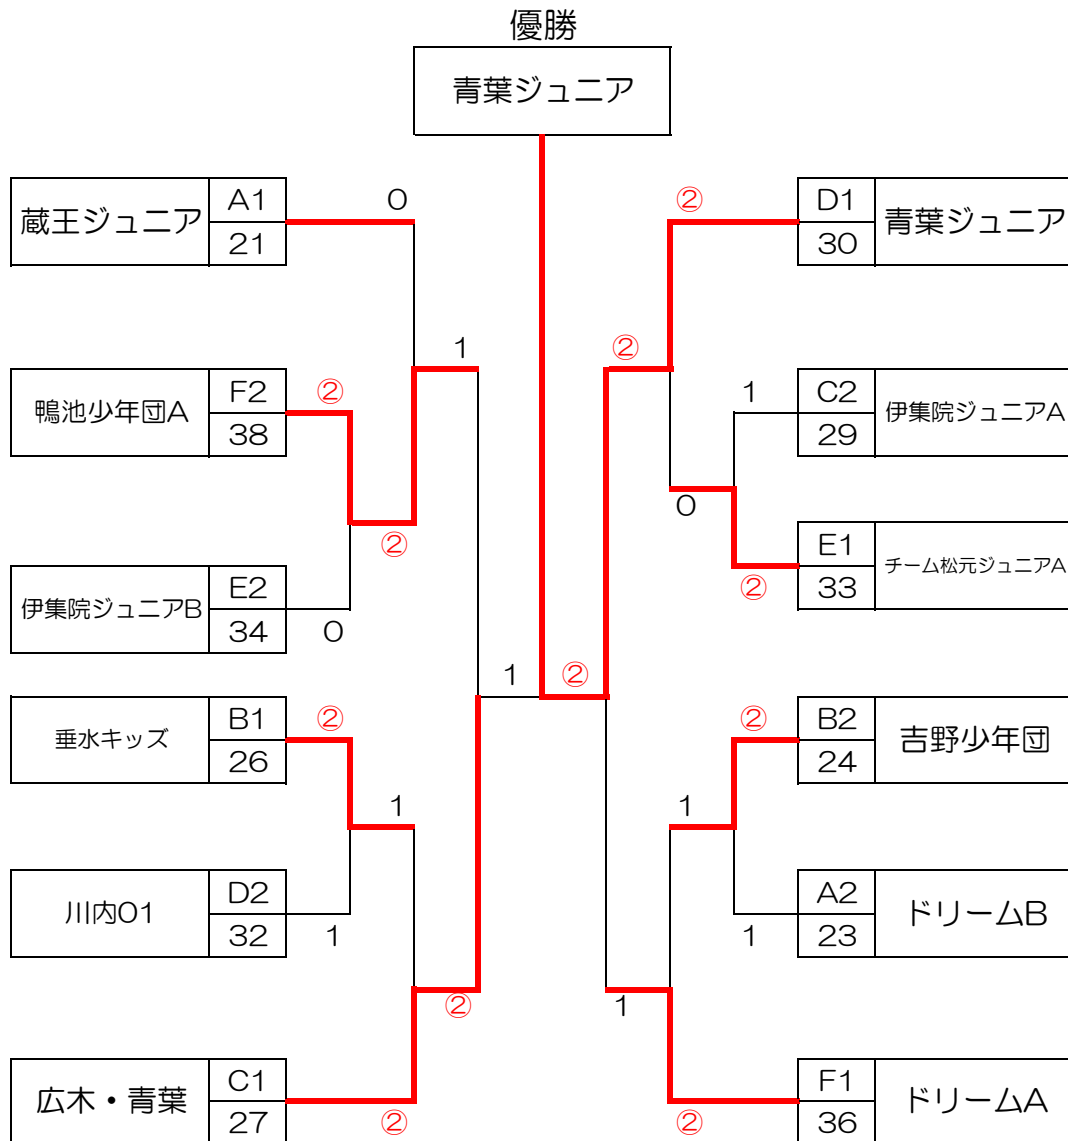 優勝
青葉ジュニア
蔵王ジュニア A1 0 ② D1 青葉ジュニア
21 30
1 ②
鴨池少年団A F2 ② 1 C2 伊集院ジュニアA
38 29
0
② E1 チーム松元ジュニアA
伊集院ジュニアB E2 ② 33
34 0
1 ②
垂水キッズ B1 ② ② B2 吉野少年団
26 24
1 1
川内01 D2 A2 ドリームB
32 1 1 23
② 1
広木・青葉 C1 F1 ドリームA
27 ② ② 36